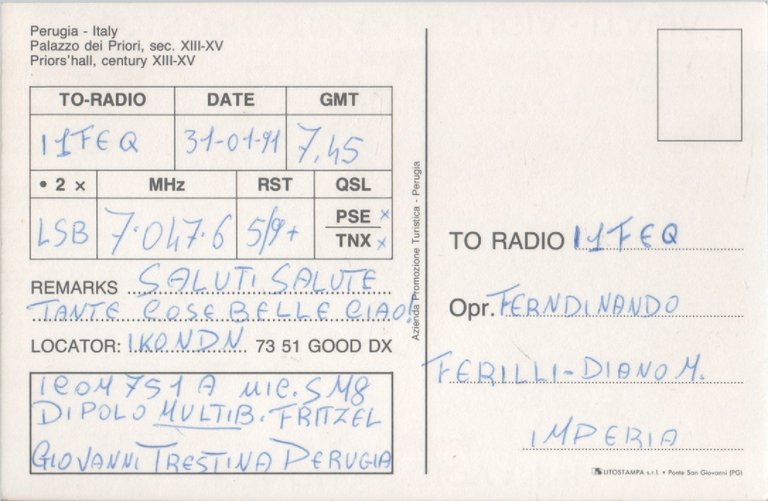 Perugia - Italy
Palazzo dei Priori, sec. XIII-XV
Priors'hall, century XIII-XV
TO-RADIO DATE GMT
I1FEQ 31-01-91 7,45
• 2 × MHz RST QSL
LSB 7·047·6 5/9+ PSE ×
TNX ×
REMARKS SALUTI SALUTE
TANTE COSE BELLE CIAO!
LOCATOR: IK0NDN 73 51 GOOD DX
ICOM 751A MIC. SM8
DIPOLO MULTIB. FRITZEL
GIOVANNI TRESTINA PERUGIA
Azienda Promozione Turistica - Perugia
TO RADIO I1FEQ
Opr. FERNDINANDO
FERILLI-DIANO M.
IMPERIA
LITOSTAMPA s.r.l. • Ponte San Giovanni (PG)